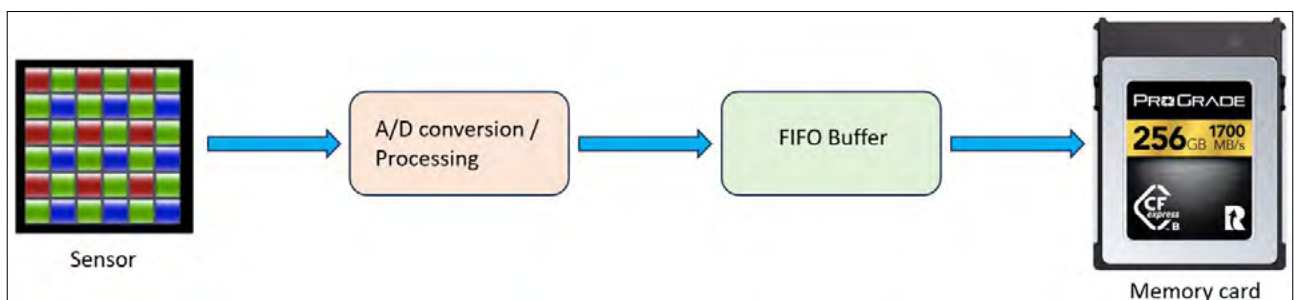 Sensor
A/D conversion /
Processing
FIFO Buffer
PROGRADE
256GB 1700
MB/s
CF
express
B
R
Memory card